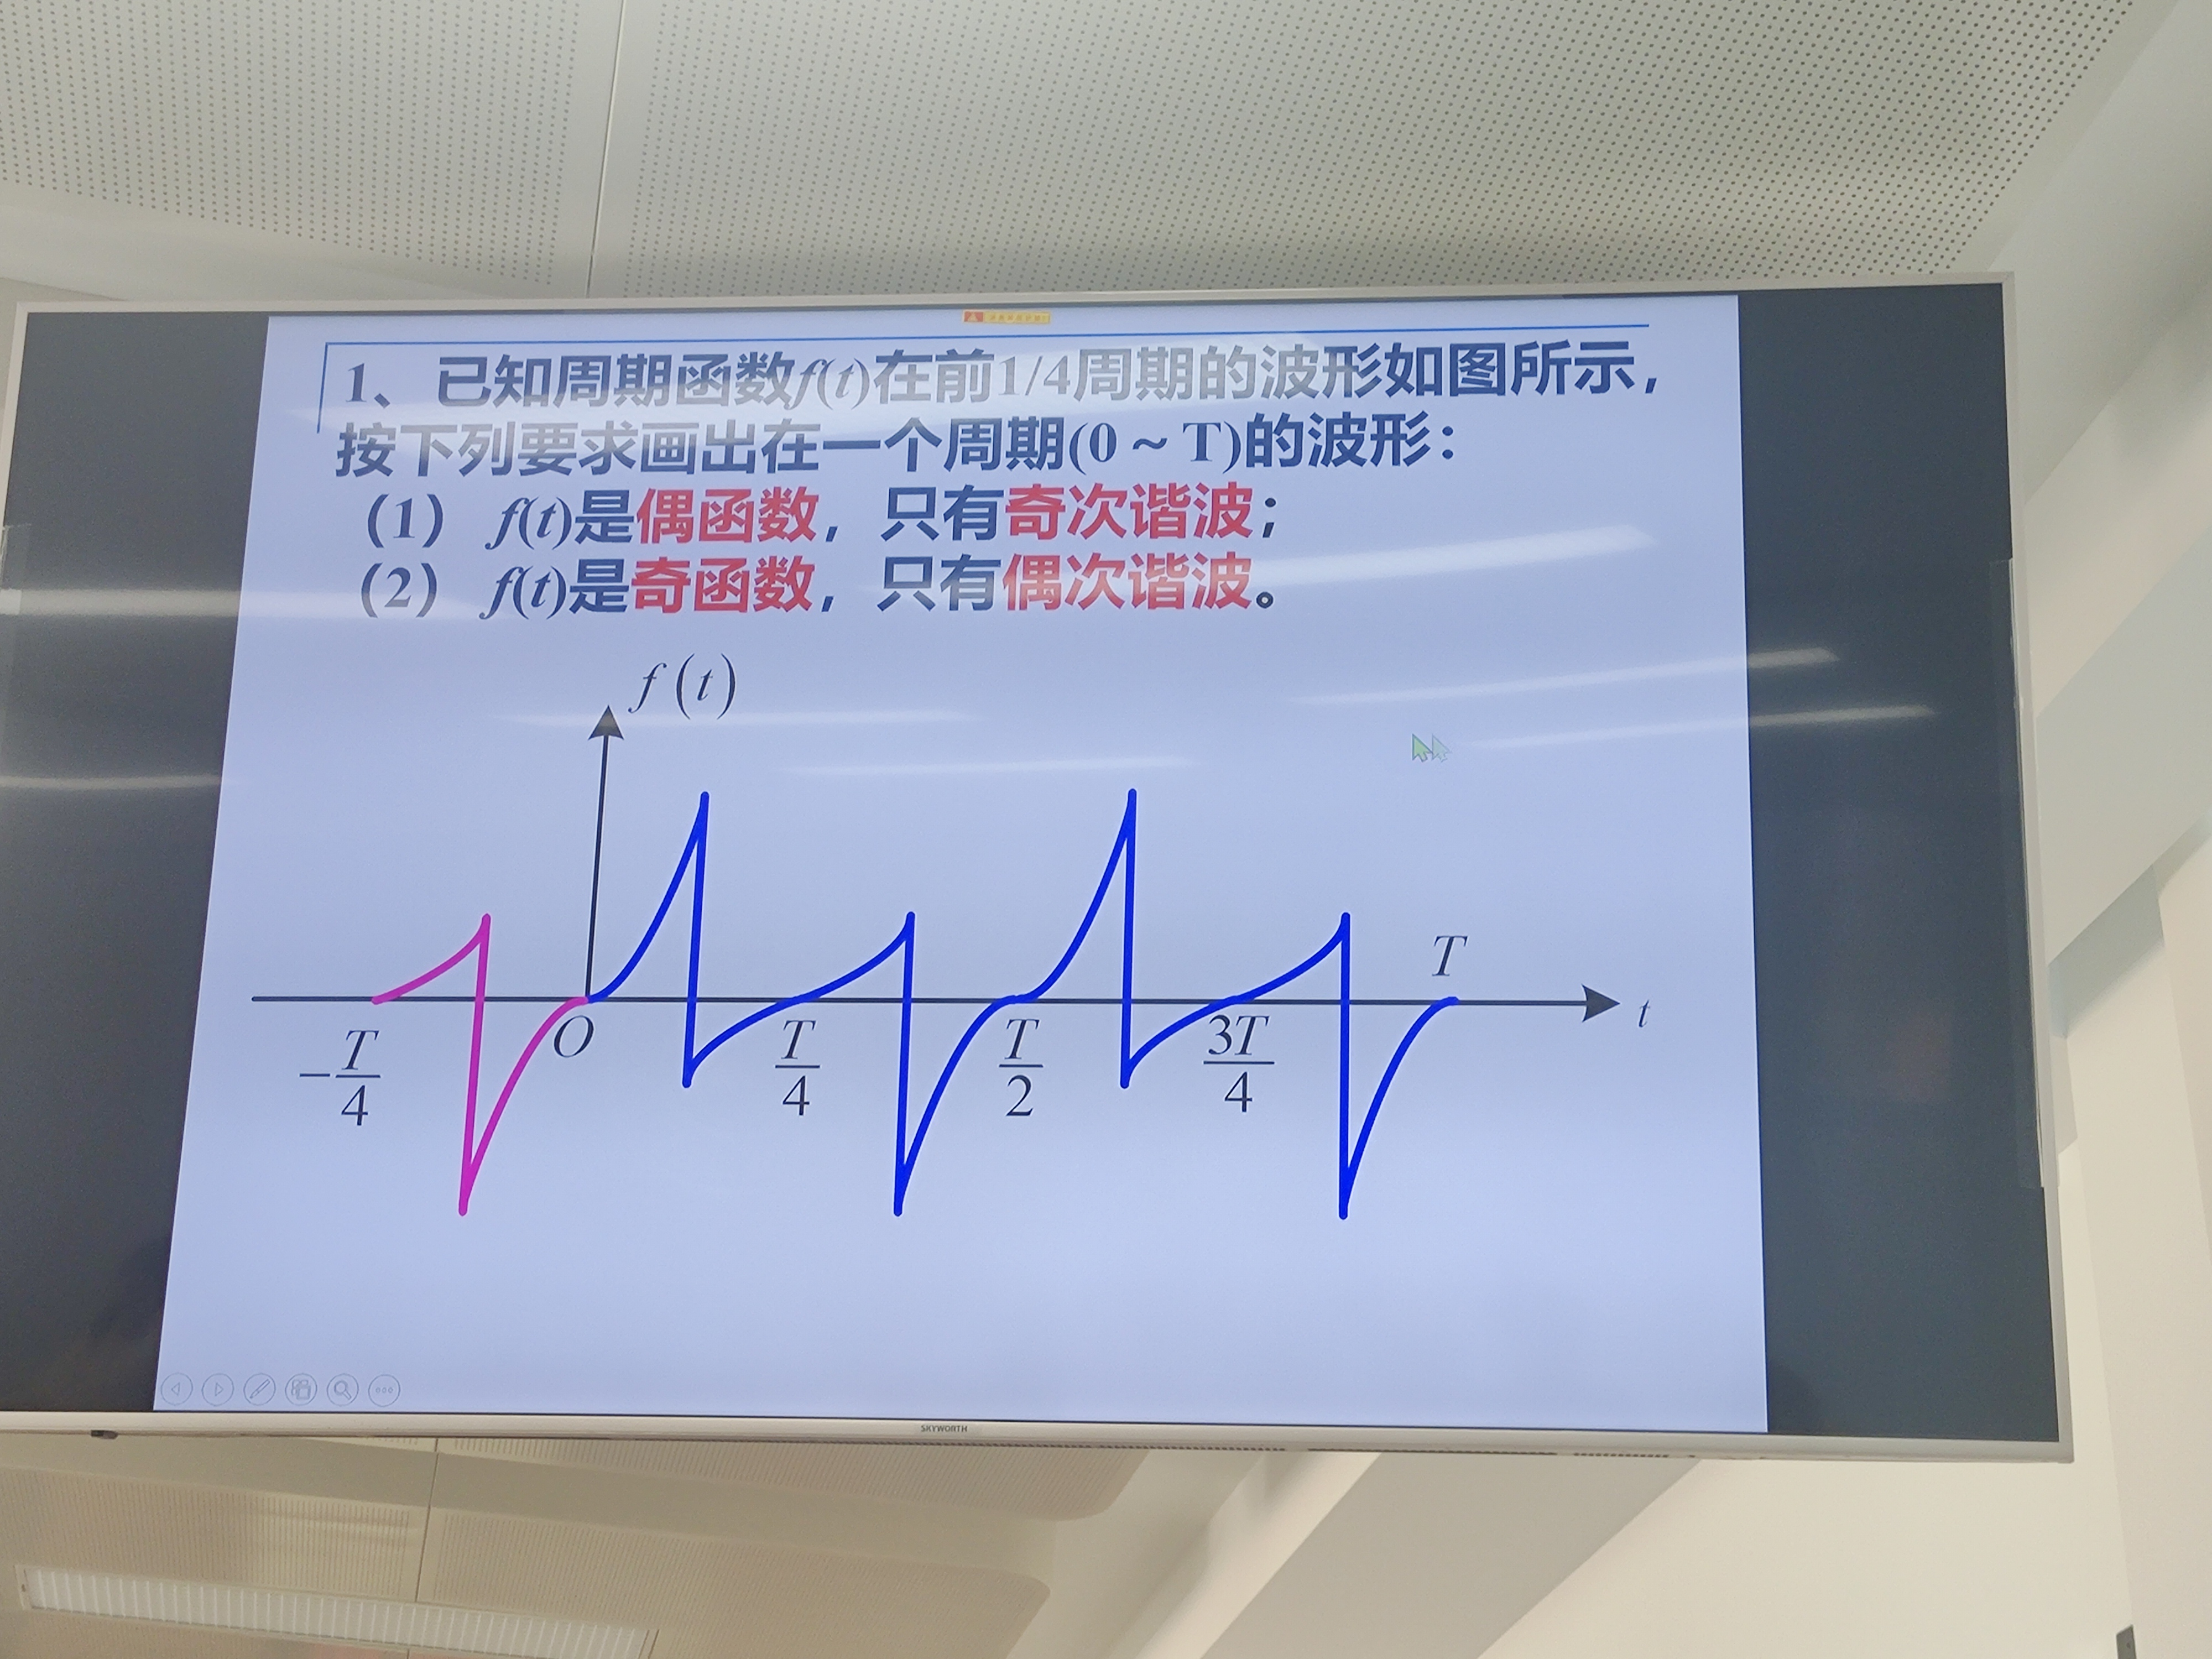 1、已知周期函数f(t)在前1/4周期的波形如图所示，
按下列要求画出在一个周期(0 ~ T)的波形：
（1） f(t)是偶函数，只有奇次谐波；
（2） f(t)是奇函数，只有偶次谐波。
f(t)
T
O
t
-T/4
T/4
T/2
3T/4
SKYWORTH